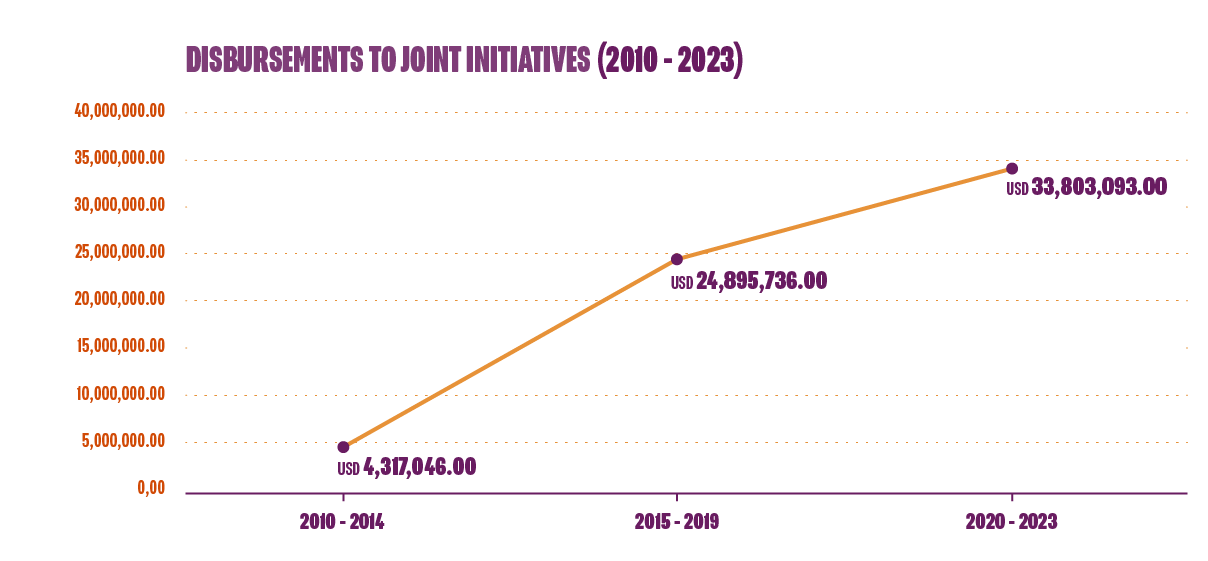 DISBURSEMENTS TO JOINT INITIATIVES (2010 - 2023)
40,000,000.00
35,000,000.00
30,000,000.00
25,000,000.00
20,000,000.00
15,000,000.00
10,000,000.00
5,000,000.00
0,00
USD 33,803,093.00
USD 24,895,736.00
USD 4,317,046.00
2010 - 2014
2015 - 2019
2020 - 2023